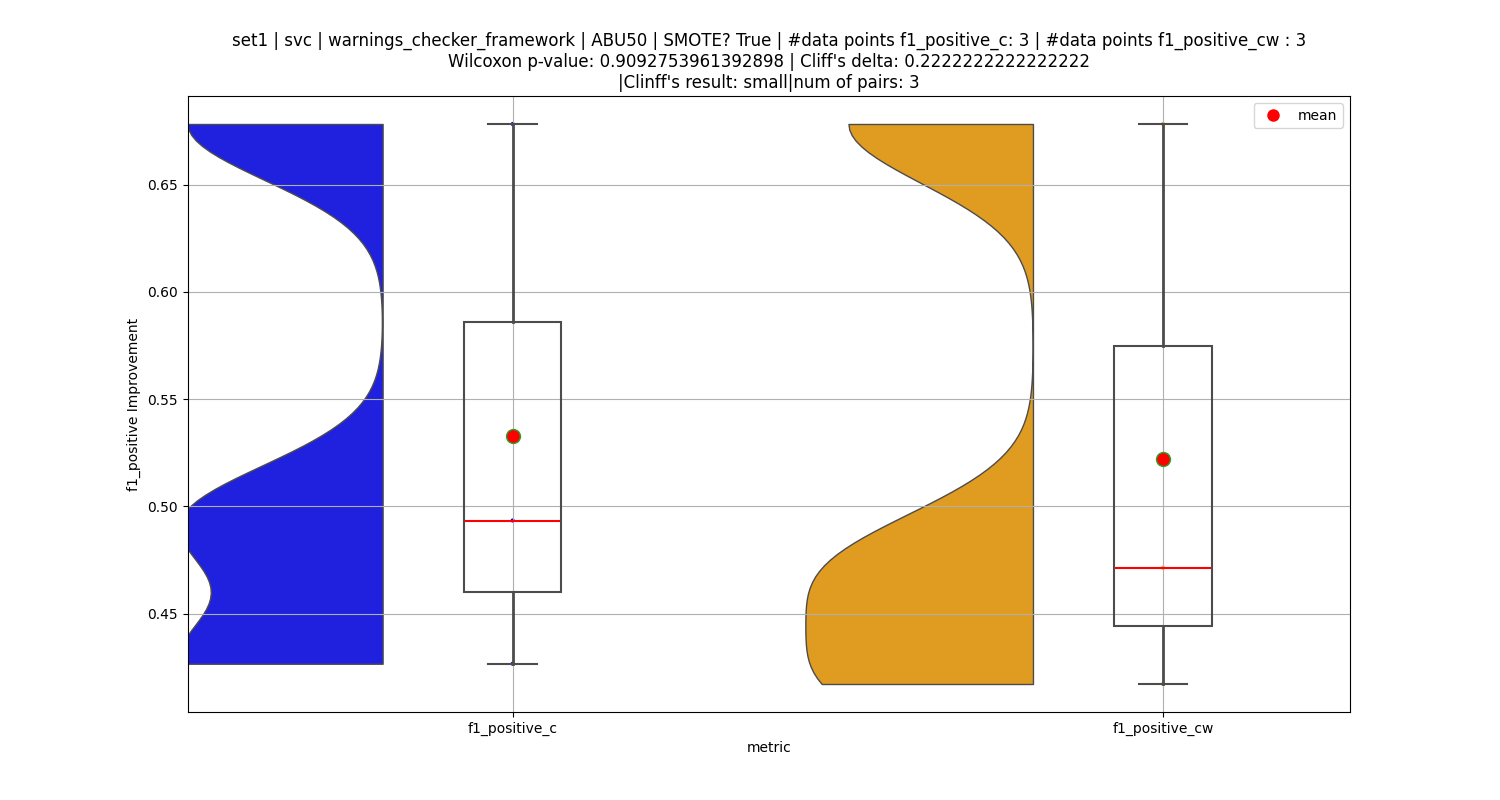 set1 | svc | warnings_checker_framework | ABU50 | SMOTE? True | #data points f1_positive_c: 3 | #data points f1_positive_cw : 3
Wilcoxon p-value: 0.9092753961392898 | Cliff's delta: 0.2222222222222222
|Clinff's result: small|num of pairs: 3
mean
0.65
0.60
0.55
0.50
0.45
f1_positive Improvement
f1_positive_c
f1_positive_cw
metric